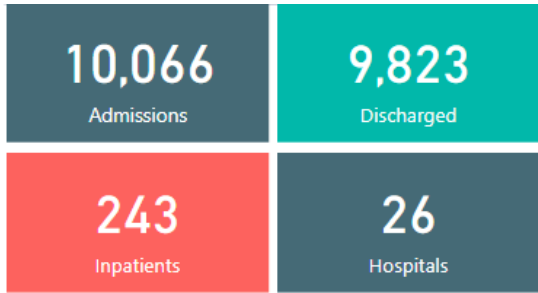 10,066
Admissions
9,823
Discharged
243
Inpatients
26
Hospitals